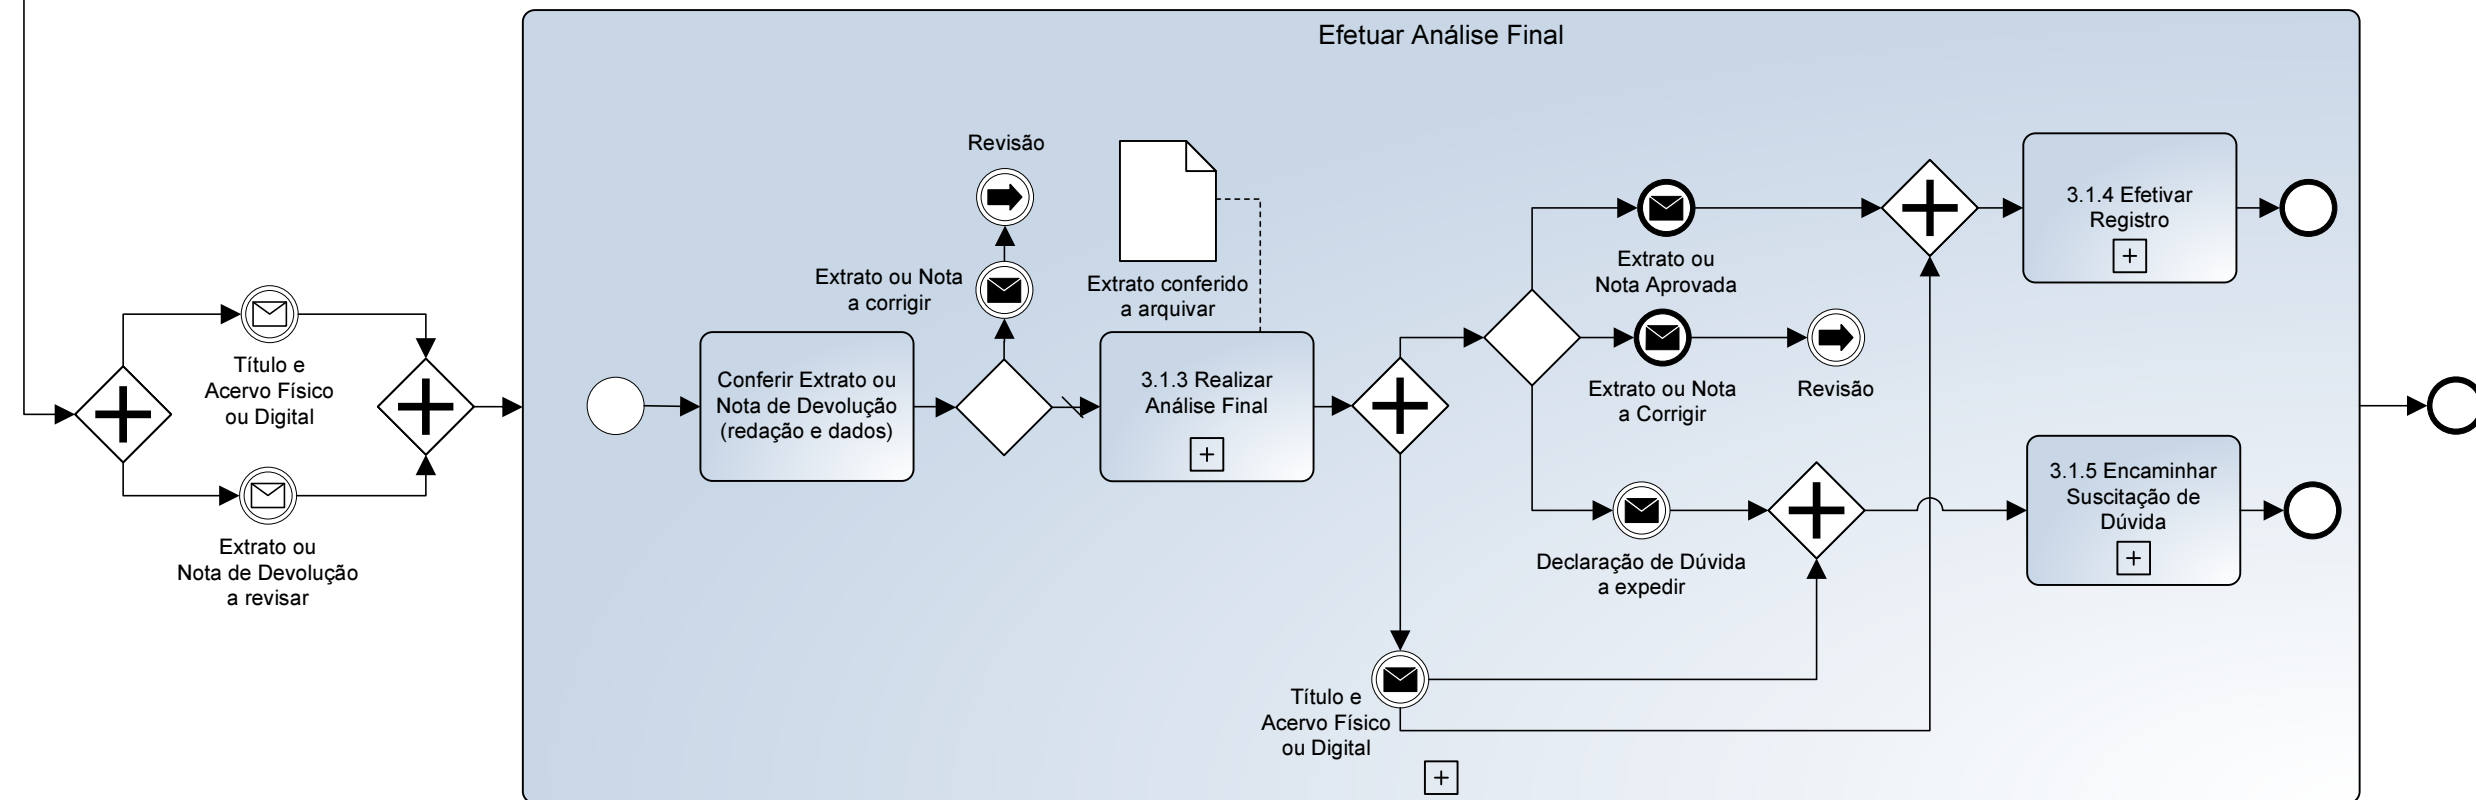 Efetuar Análise Final
Título e
Acervo Físico
ou Digital
Extrato ou
Nota de Devolução
a revisar
Conferir Extrato ou
Nota de Devolução
(redação e dados)
Revisão
Extrato ou Nota
a corrigir
Extrato conferido
a arquivar
3.1.3 Realizar
Análise Final
Extrato ou
Nota Aprovada
Extrato ou Nota
a Corrigir
Revisão
Declaração de Dúvida
a expedir
Título e
Acervo Físico
ou Digital
3.1.4 Efetivar
Registro
3.1.5 Encaminhar
Suscitação de
Dúvida